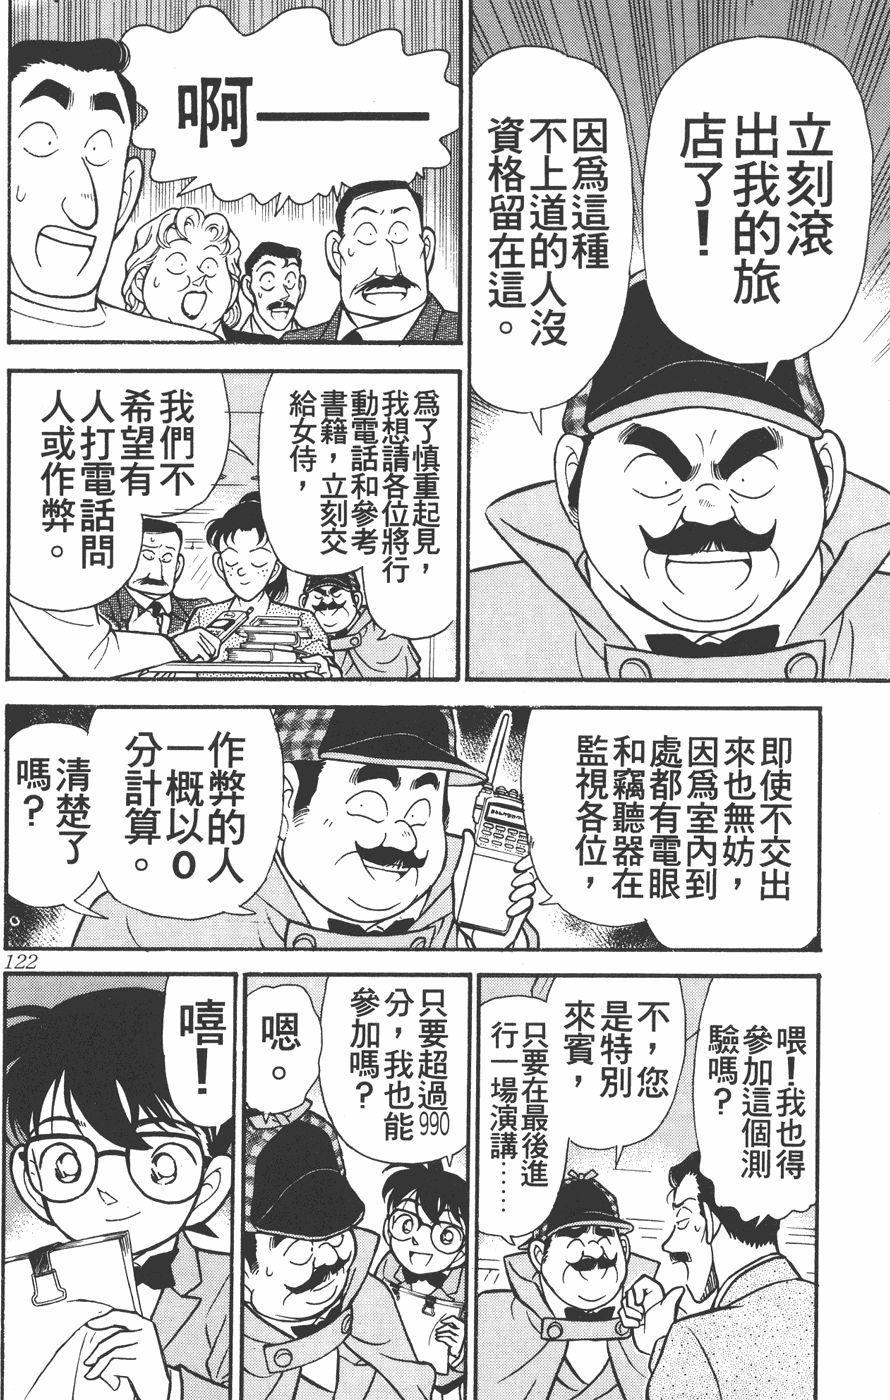 立刻滾
出我的旅
店了！
因爲這種
不上道的人沒
資格留在這。
啊——
爲了慎重起見，
我想請各位將行
動電話和參考
書籍，立刻交
給女侍，
我們不
希望有
人打電話問
人或作弊。
即使不交出
來也無妨，
因爲室內到
處都有電眼
和竊聽器在
監視各位，
作弊的人
一概以0
分計算。
清楚了
嗎？
122
喂！我也得
參加這個測
驗嗎？
不，您
是特別
來賓，
只要在最後進
行一場演講……
只要超過990
分，我也能
參加嗎？
嗯。
嘻！